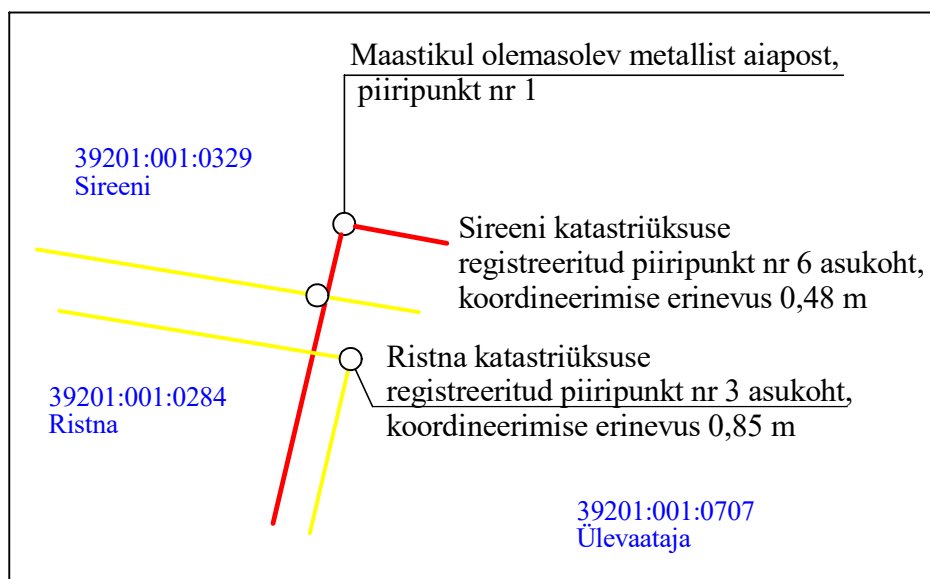 Maastikul olemasolev metallist aiapost,
piiripunkt nr 1
39201:001:0329
Sireeni
Sireeni katastriüksuse
registreeritud piiripunkt nr 6 asukoht,
koordineerimise erinevus 0,48 m
Ristna katastriüksuse
registreeritud piiripunkt nr 3 asukoht,
koordineerimise erinevus 0,85 m
39201:001:0284
Ristna
39201:001:0707
Ülevaataja